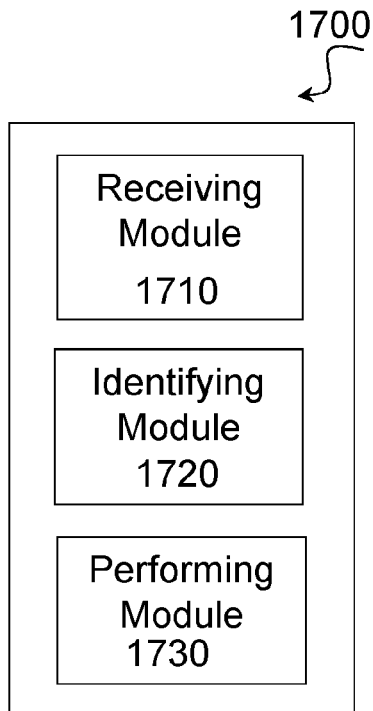 1700
Receiving
Module
1710
Identifying
Module
1720
Performing
Module
1730